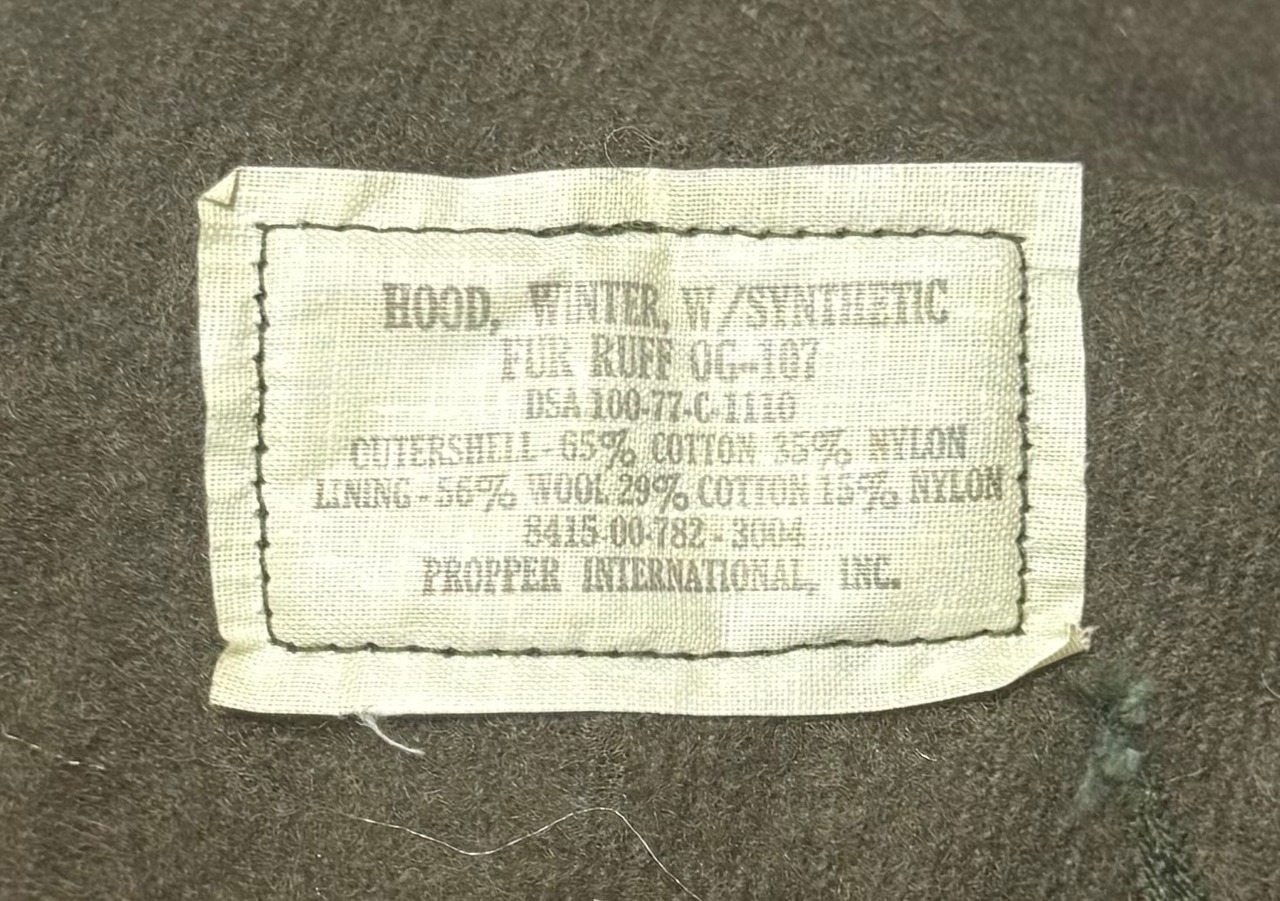 HOOD, WINTER, W/SYNTHETIC
FUR RUFF OG-107
DSA 100-77-C-1110
OUTERSHELL-65% COTTON 35% NYLON
LINING-56% WOOL 29% COTTON 15% NYLON
8415-00-782-3004
PROPPER INTERNATIONAL, INC.